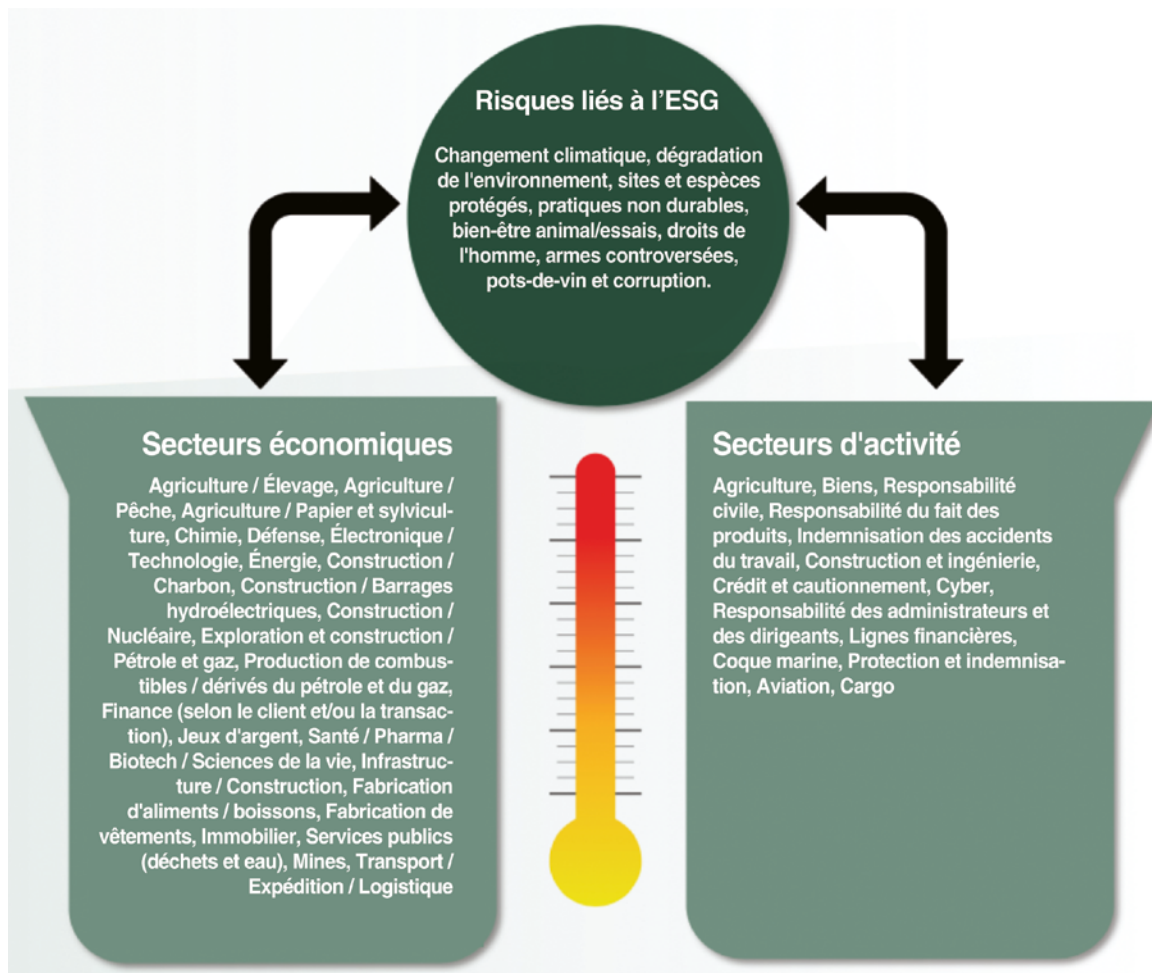 Risques liés à l’ESG
Changement climatique, dégradation
de l'environnement, sites et espèces
protégés, pratiques non durables,
bien-être animal/essais, droits de
l'homme, armes controversées,
pots-de-vin et corruption.
Secteurs économiques
Agriculture / Élevage, Agriculture /
Pêche, Agriculture / Papier et sylvicul-
ture, Chimie, Défense, Électronique /
Technologie, Énergie, Construction /
Charbon, Construction / Barrages
hydroélectriques, Construction /
Nucléaire, Exploration et construction /
Pétrole et gaz, Production de combus-
tibles / dérivés du pétrole et du gaz,
Finance (selon le client et/ou la transac-
tion), Jeux d'argent, Santé / Pharma /
Biotech / Sciences de la vie, Infrastruc-
ture / Construction, Fabrication
d'aliments / boissons, Fabrication de
vêtements, Immobilier, Services publics
(déchets et eau), Mines, Transport /
Expédition / Logistique
Secteurs d'activité
Agriculture, Biens, Responsabilité
civile, Responsabilité du fait des
produits, Indemnisation des accidents
du travail, Construction et ingénierie,
Crédit et cautionnement, Cyber,
Responsabilité des administrateurs et
des dirigeants, Lignes financières,
Coque marine, Protection et indemnisa-
tion, Aviation, Cargo